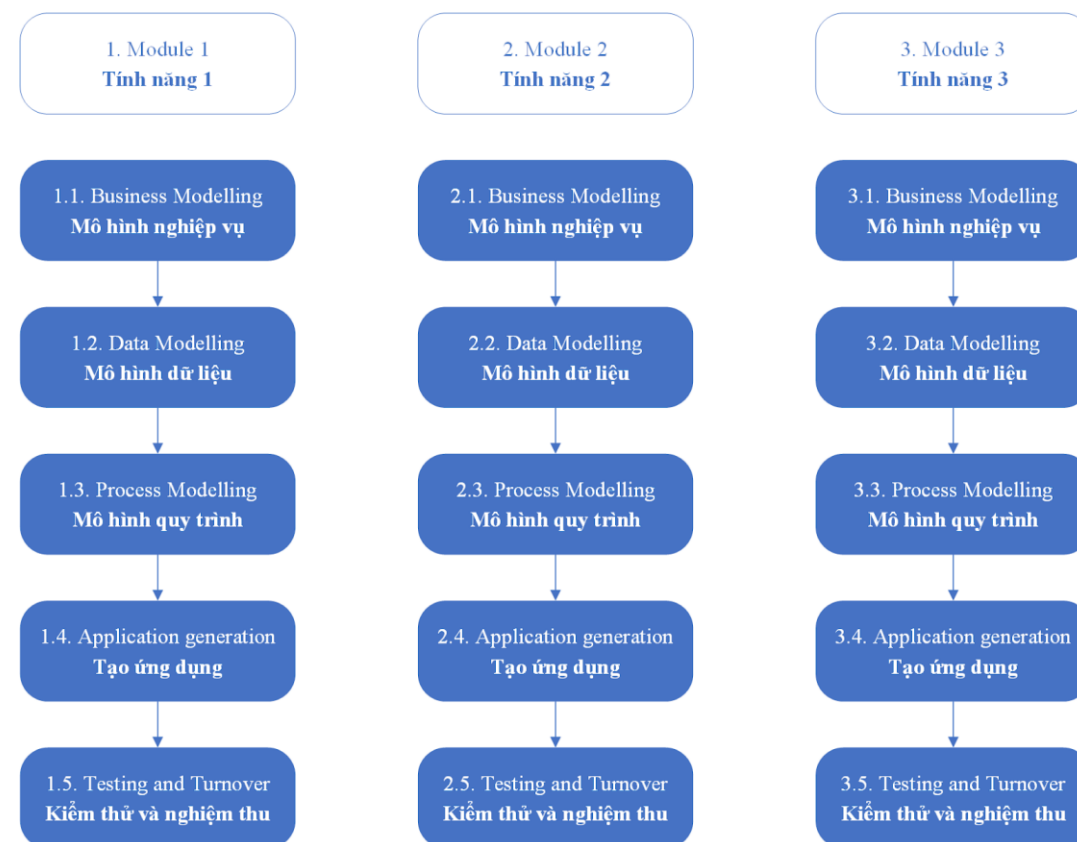 1. Module 1
Tính năng 1
2. Module 2
Tính năng 2
3. Module 3
Tính năng 3
1.1. Business Modelling
Mô hình nghiệp vụ
2.1. Business Modelling
Mô hình nghiệp vụ
3.1. Business Modelling
Mô hình nghiệp vụ
1.2. Data Modelling
Mô hình dữ liệu
2.2. Data Modelling
Mô hình dữ liệu
3.2. Data Modelling
Mô hình dữ liệu
1.3. Process Modelling
Mô hình quy trình
2.3. Process Modelling
Mô hình quy trình
3.3. Process Modelling
Mô hình quy trình
1.4. Application generation
Tạo ứng dụng
2.4. Application generation
Tạo ứng dụng
3.4. Application generation
Tạo ứng dụng
1.5. Testing and Turnover
Kiểm thử và nghiệm thu
2.5. Testing and Turnover
Kiểm thử và nghiệm thu
3.5. Testing and Turnover
Kiểm thử và nghiệm thu